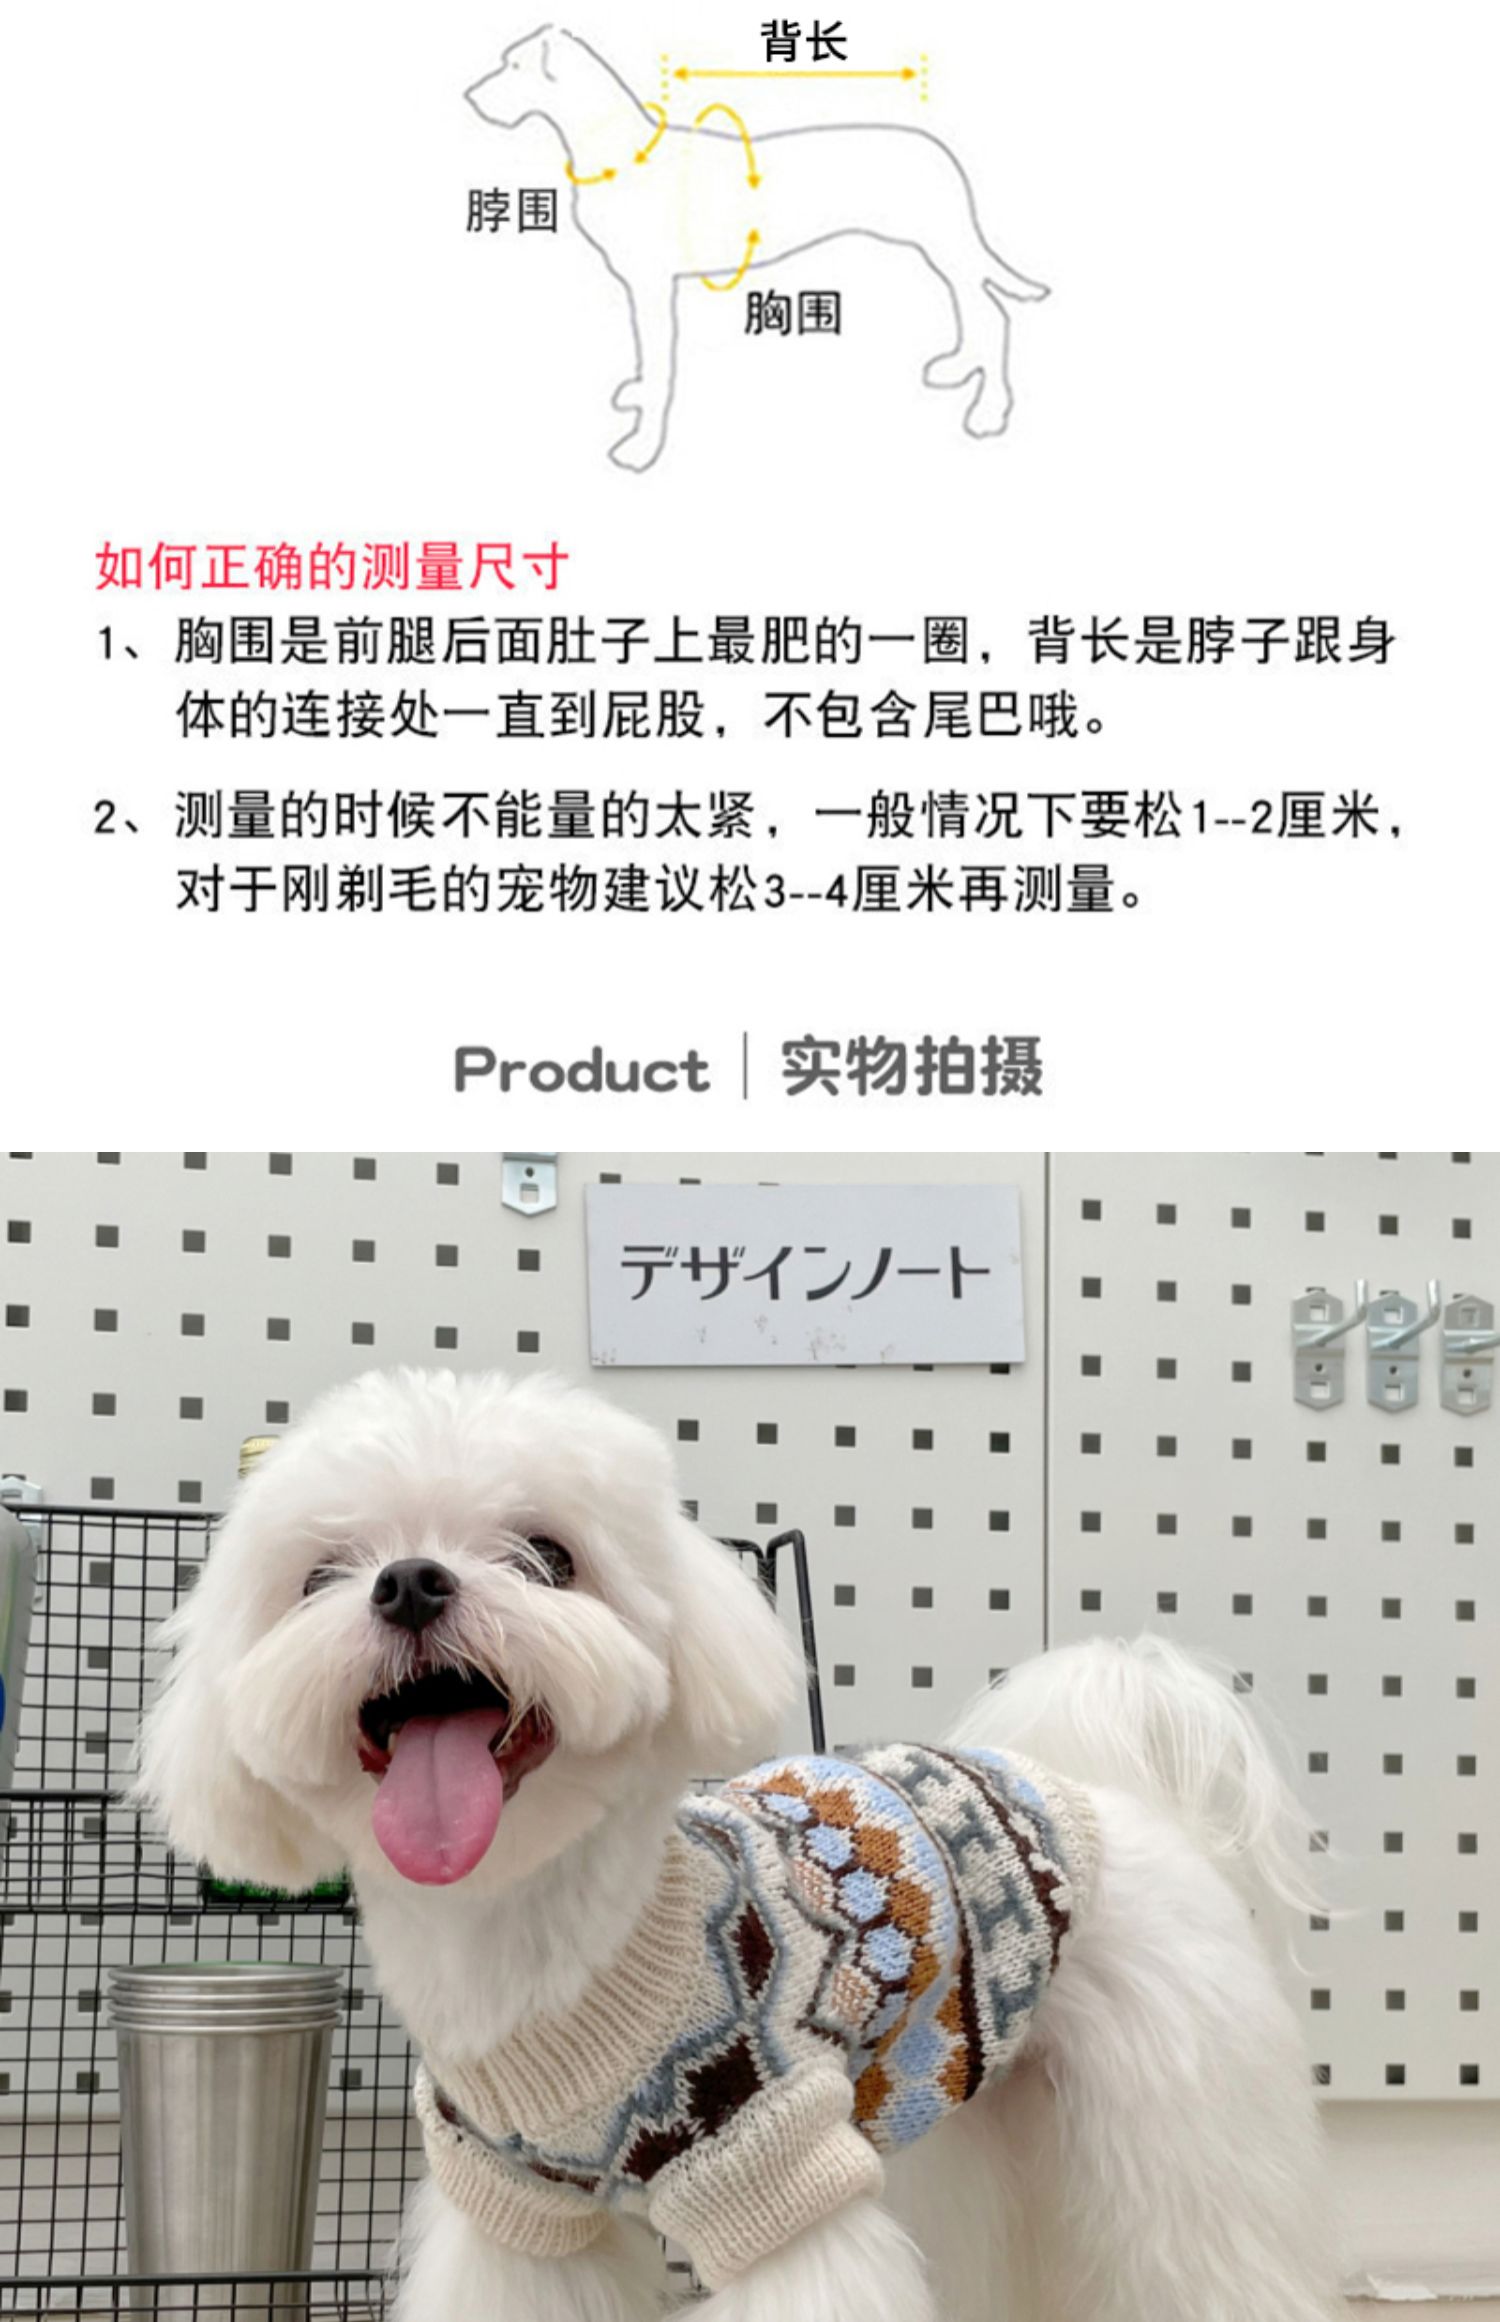 背长
脖围
胸围
如何正确的测量尺寸
1、胸围是前腿后面肚子上最肥的一圈，背长是脖子跟身
体的连接处一直到屁股，不包含尾巴哦。
2、测量的时候不能量的太紧，一般情况下要松1--2厘米，
对于刚剃毛的宠物建议松3--4厘米再测量。
Product｜实物拍摄
デザインノート